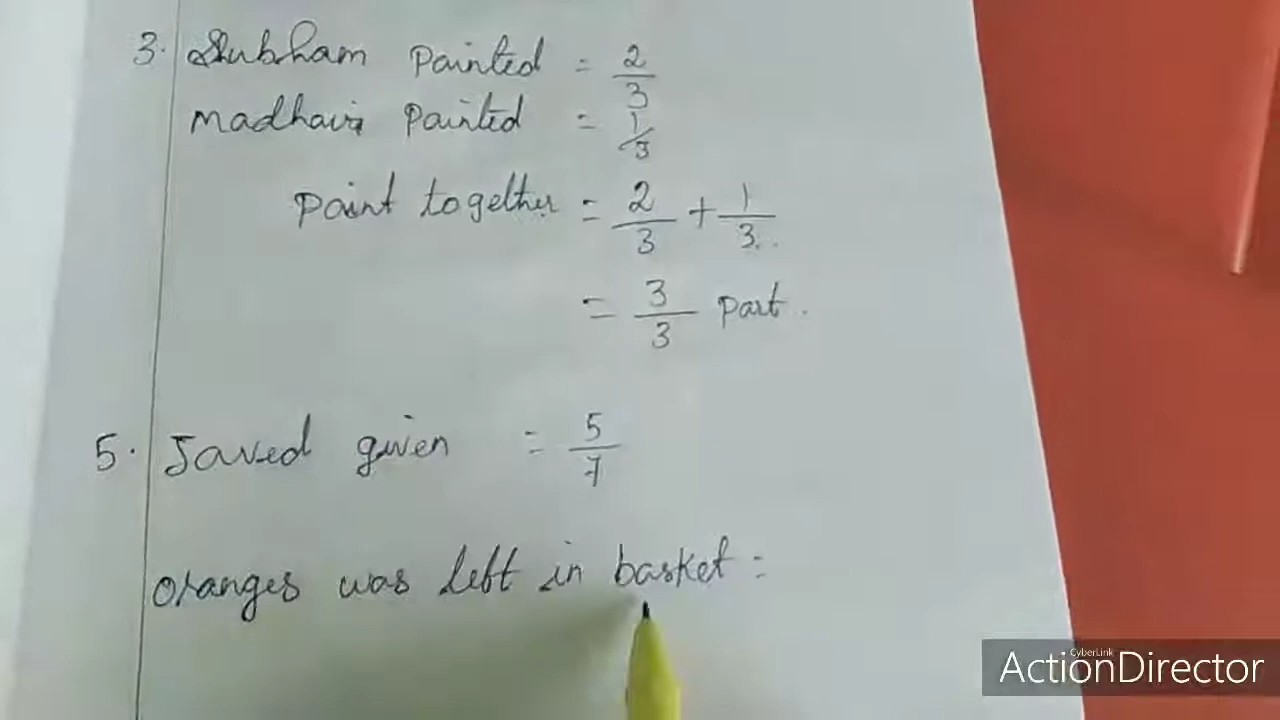 3. Shubham Painted = 2/3
Madhavi Painted = 1/3
Paint together = 2/3 + 1/3
= 3/3 Part.
5. Javed given = 5/7
Oranges was left in basket =
CyberLink
ActionDirector